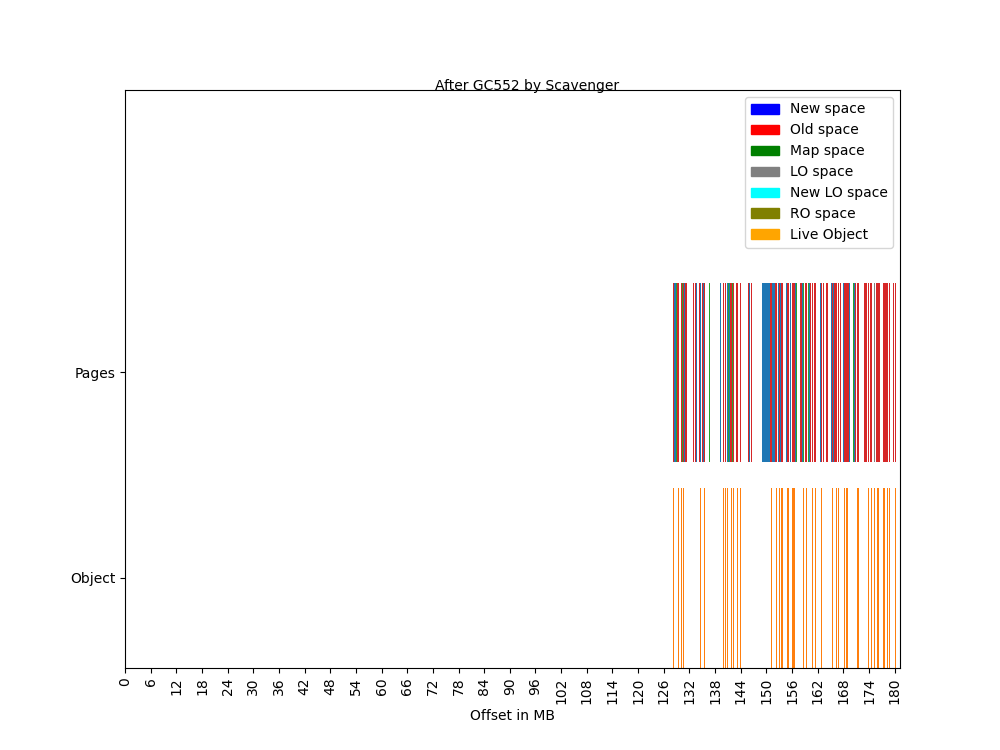 After GC552 by Scavenger
New space
Old space
Map space
LO space
New LO space
RO space
Live Object
Pages
Object
0 6 12 18 24 30 36 42 48 54 60 66 72 78 84 90 96 102 108 114 120 126 132 138 144 150 156 162 168 174 180
Offset in MB